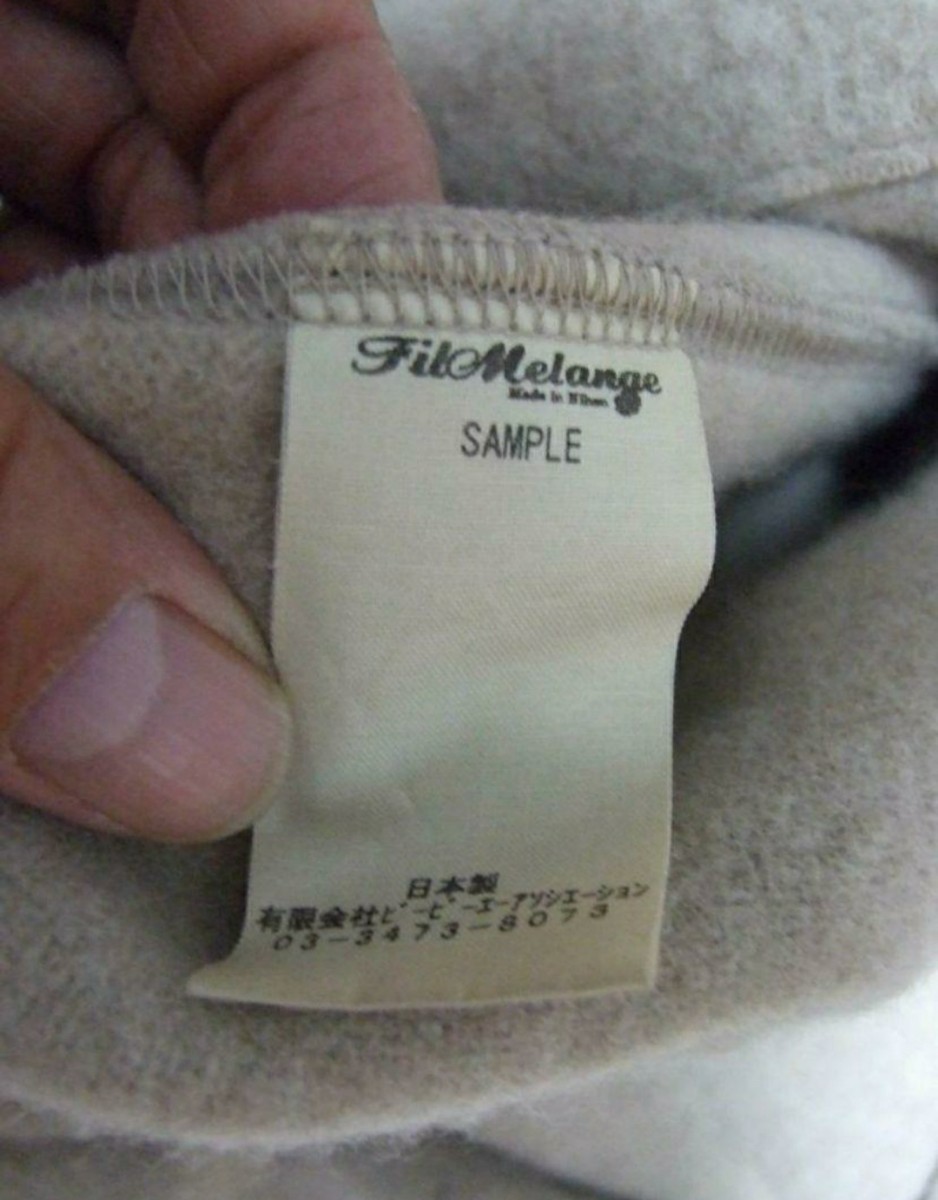 FilMelange
Made in Nihon
SAMPLE
日本製
有限会社ビービーエーアソシエーション
03-3473-8073